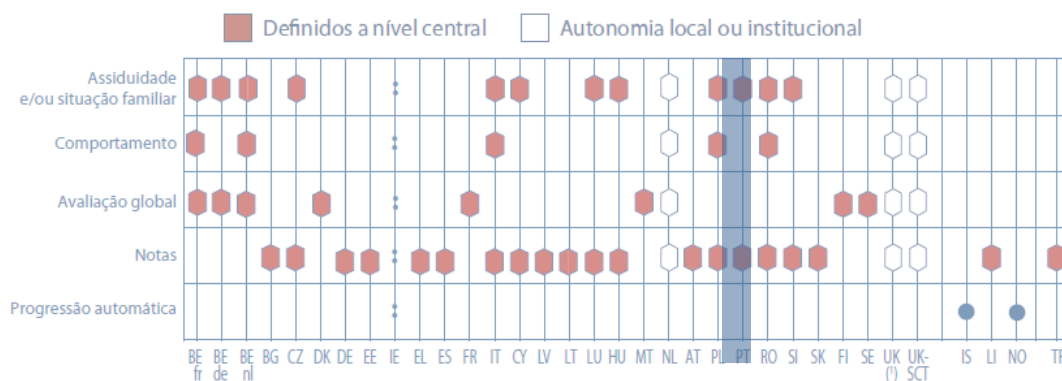 Definidos a nível central Autonomia local ou institucional
Assiduidade
e/ou situação familiar
Comportamento
Avaliação global
Notas
Progressão automática
BE fr BE de BE nl BG CZ DK DE EE IE EL ES FR IT CY LV LT LU HU MT NL AT PL PT RO SI SK FI SE UK (¹) UK-SCT IS LI NO TR